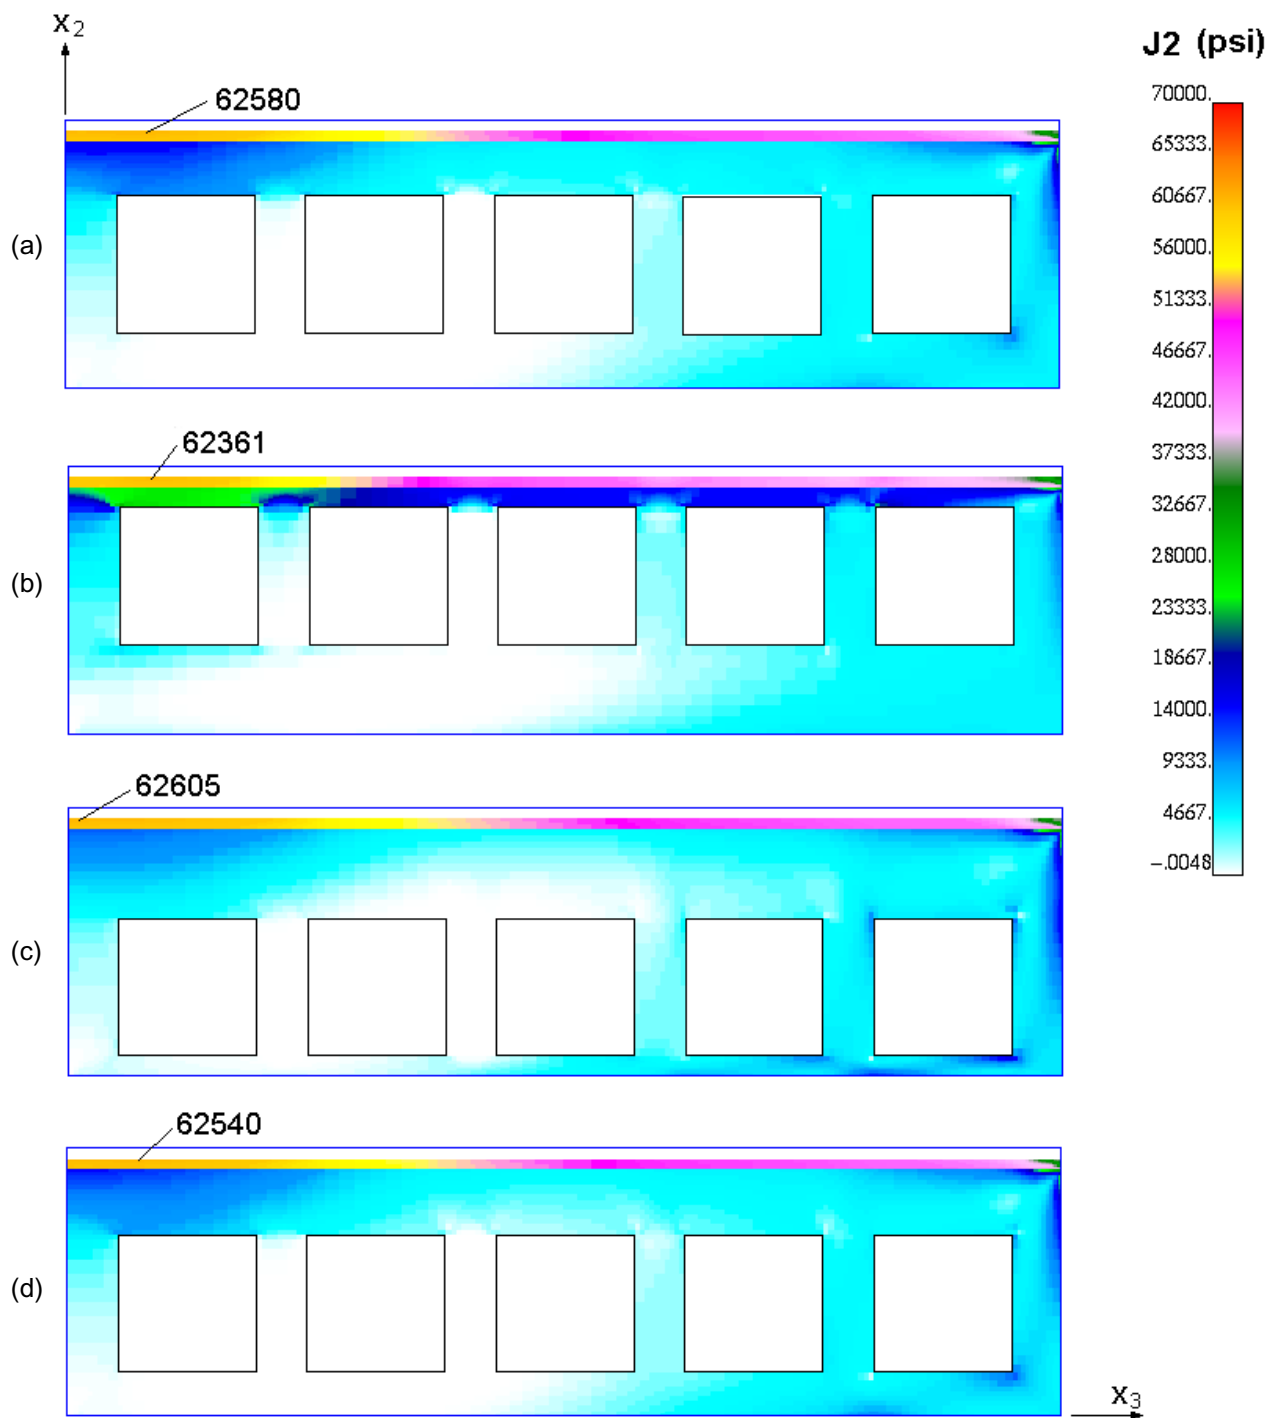 x2
J2 (psi)
70000.
65333.
60667.
56000.
51333.
46667.
42000.
37333.
32667.
28000.
23333.
18667.
14000.
9333.
4667.
-.0048
62580
(a)
62361
(b)
62605
(c)
62540
(d)
x3